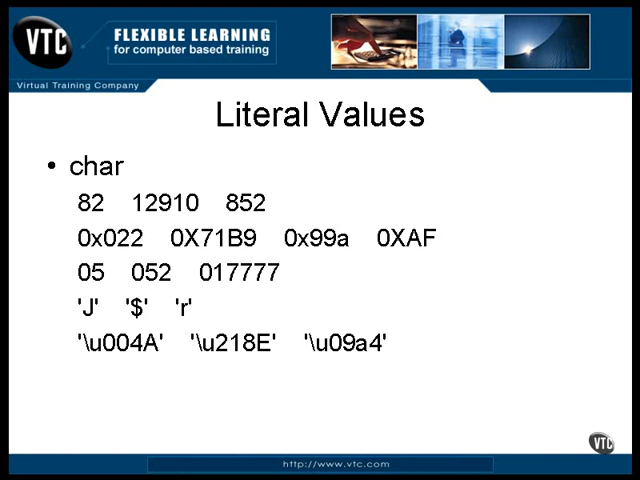 VTC
FLEXIBLE LEARNING
for computer based training
Virtual Training Company
Literal Values
• char
82 12910 852
0x022 0X71B9 0x99a 0XAF
05 052 017777
'J' '$' 'r'
'\u004A' '\u218E' '\u09a4'
VTC
http://www.vtc.com